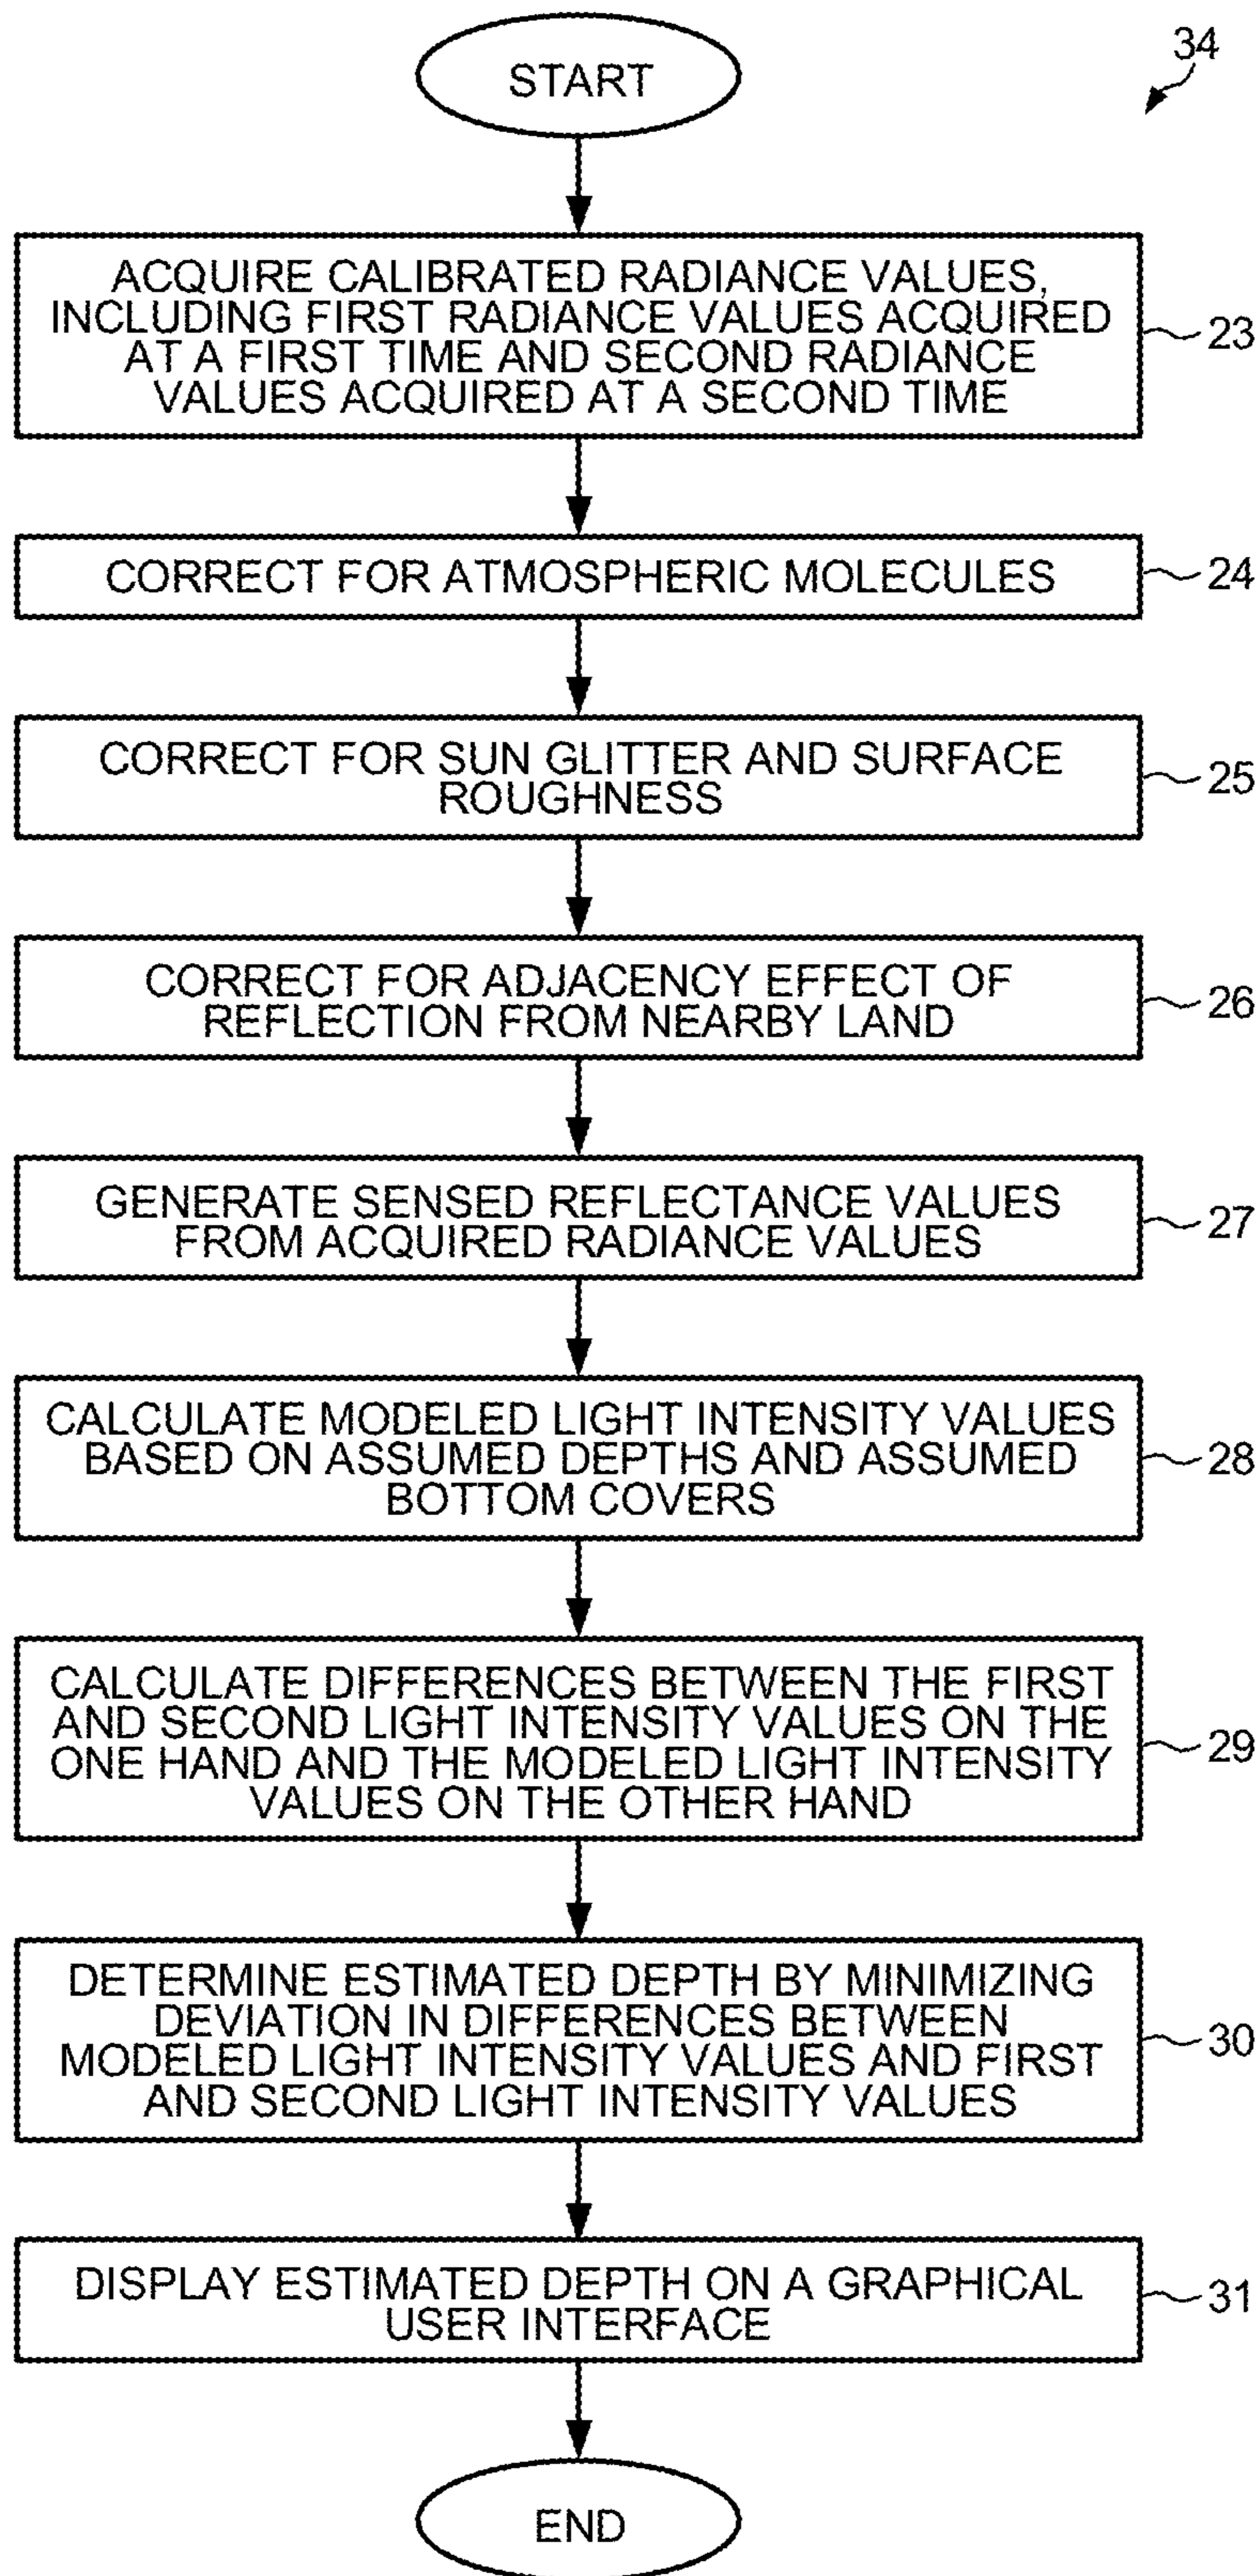 START
34
ACQUIRE CALIBRATED RADIANCE VALUES,
INCLUDING FIRST RADIANCE VALUES ACQUIRED
AT A FIRST TIME AND SECOND RADIANCE
VALUES ACQUIRED AT A SECOND TIME
23
CORRECT FOR ATMOSPHERIC MOLECULES
24
CORRECT FOR SUN GLITTER AND SURFACE
ROUGHNESS
25
CORRECT FOR ADJACENCY EFFECT OF
REFLECTION FROM NEARBY LAND
26
GENERATE SENSED REFLECTANCE VALUES
FROM ACQUIRED RADIANCE VALUES
27
CALCULATE MODELED LIGHT INTENSITY VALUES
BASED ON ASSUMED DEPTHS AND ASSUMED
BOTTOM COVERS
28
CALCULATE DIFFERENCES BETWEEN THE FIRST
AND SECOND LIGHT INTENSITY VALUES ON THE
ONE HAND AND THE MODELED LIGHT INTENSITY
VALUES ON THE OTHER HAND
29
DETERMINE ESTIMATED DEPTH BY MINIMIZING
DEVIATION IN DIFFERENCES BETWEEN
MODELED LIGHT INTENSITY VALUES AND FIRST
AND SECOND LIGHT INTENSITY VALUES
30
DISPLAY ESTIMATED DEPTH ON A GRAPHICAL
USER INTERFACE
31
END